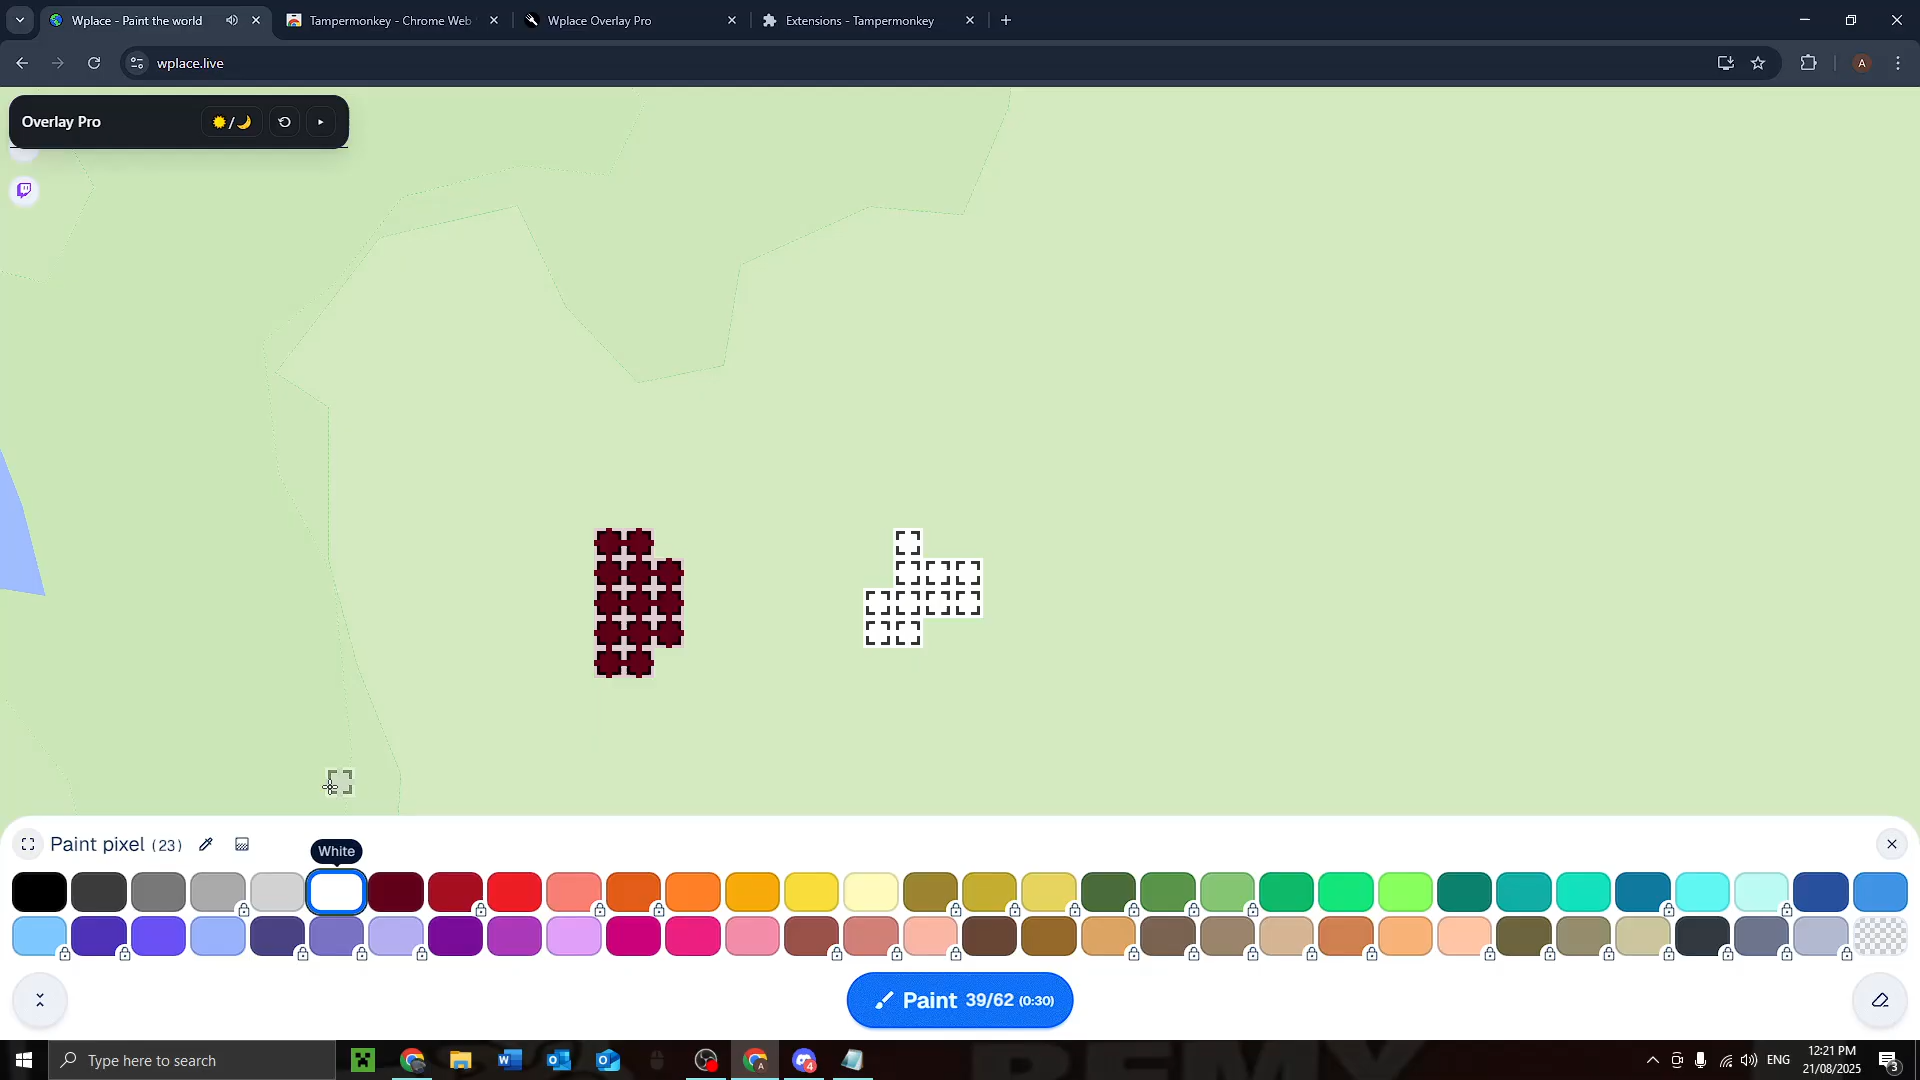 Wplace - Paint the world
Tampermonkey - Chrome Web
Wplace Overlay Pro
Extensions - Tampermonkey
wplace.live
A
Overlay Pro
/
Paint pixel (23)
White
Paint 39/62 (0:30)
Type here to search
ENG
12:21 PM
21/08/2025
3